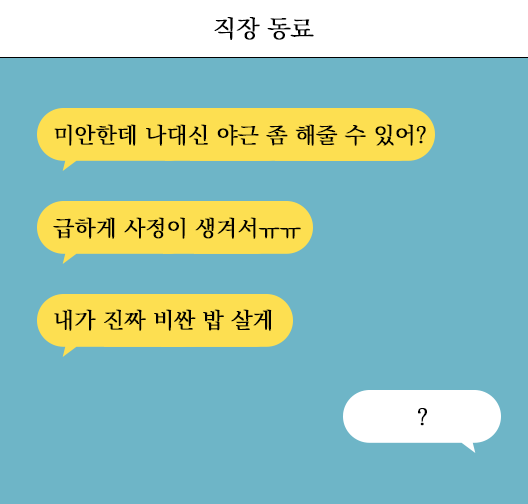 직장 동료
미안한데 나대신 야근 좀 해줄 수 있어?
급하게 사정이 생겨서ㅠㅠ
내가 진짜 비싼 밥 살게
?